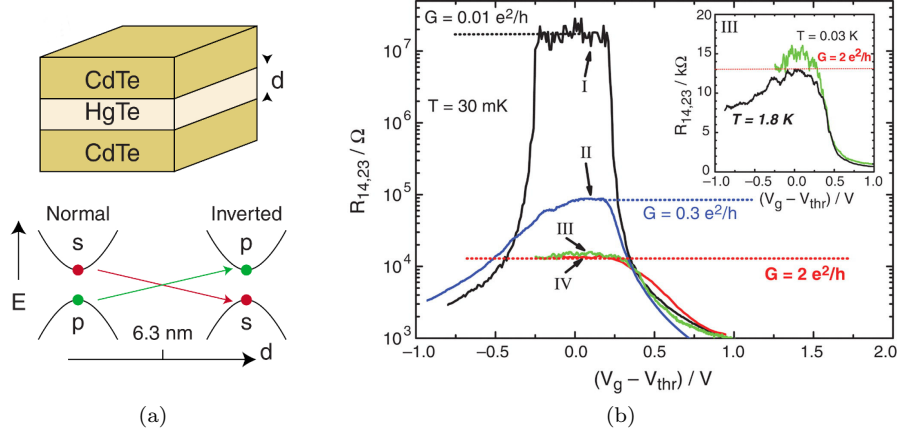 CdTe
HgTe
CdTe
d
Normal
Inverted
s
p
p
s
E
6.3 nm
d
(a)
G = 0.01 e²/h
T = 30 mK
I
II
G = 0.3 e²/h
III
IV
G = 2 e²/h
R₁₄,₂₃ / Ω
10⁷
10⁶
10⁵
10⁴
10³
−1.0 −0.5 0.0 0.5 1.0 1.5 2.0
(Vg − Vthr) / V
III
T = 0.03 K
G = 2 e²/h
T = 1.8 K
R₁₄,₂₃ / kΩ
20
15
10
5
0
−1.0 −0.5 0.0 0.5 1.0
(Vg − Vthr) / V
(b)